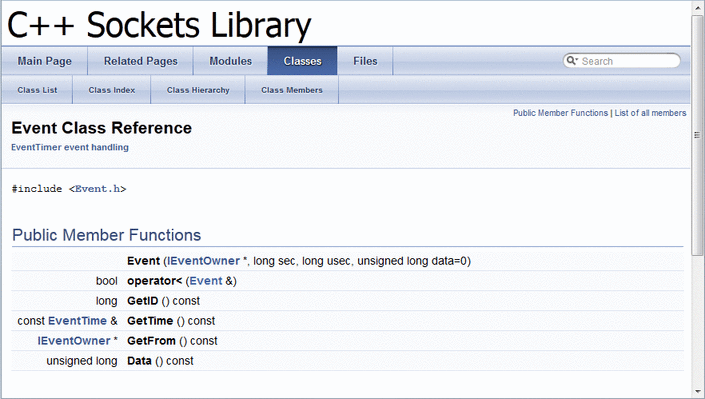 C++ Sockets Library
Main Page Related Pages Modules Classes Files Search
Class List Class Index Class Hierarchy Class Members
Public Member Functions | List of all members
Event Class Reference
EventTimer event handling
#include <Event.h>
Public Member Functions
Event (IEventOwner *, long sec, long usec, unsigned long data=0)
bool operator< (Event &)
long GetID () const
const EventTime & GetTime () const
IEventOwner * GetFrom () const
unsigned long Data () const